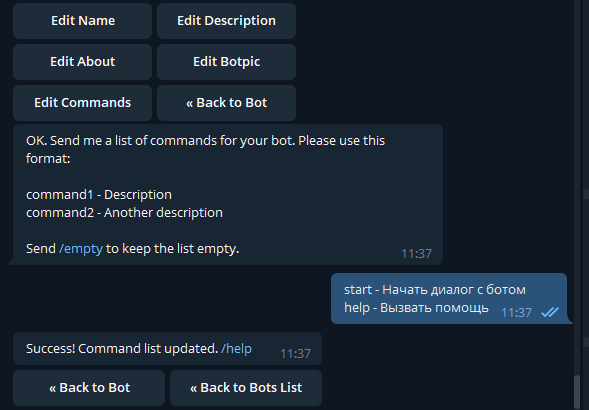 Edit Name
Edit Description
Edit About
Edit Botpic
Edit Commands
« Back to Bot
OK. Send me a list of commands for your bot. Please use this
format:
command1 - Description
command2 - Another description
Send /empty to keep the list empty.
11:37
start - Начать диалог с ботом
help - Вызвать помощь
11:37
Success! Command list updated. /help
11:37
« Back to Bot
« Back to Bots List